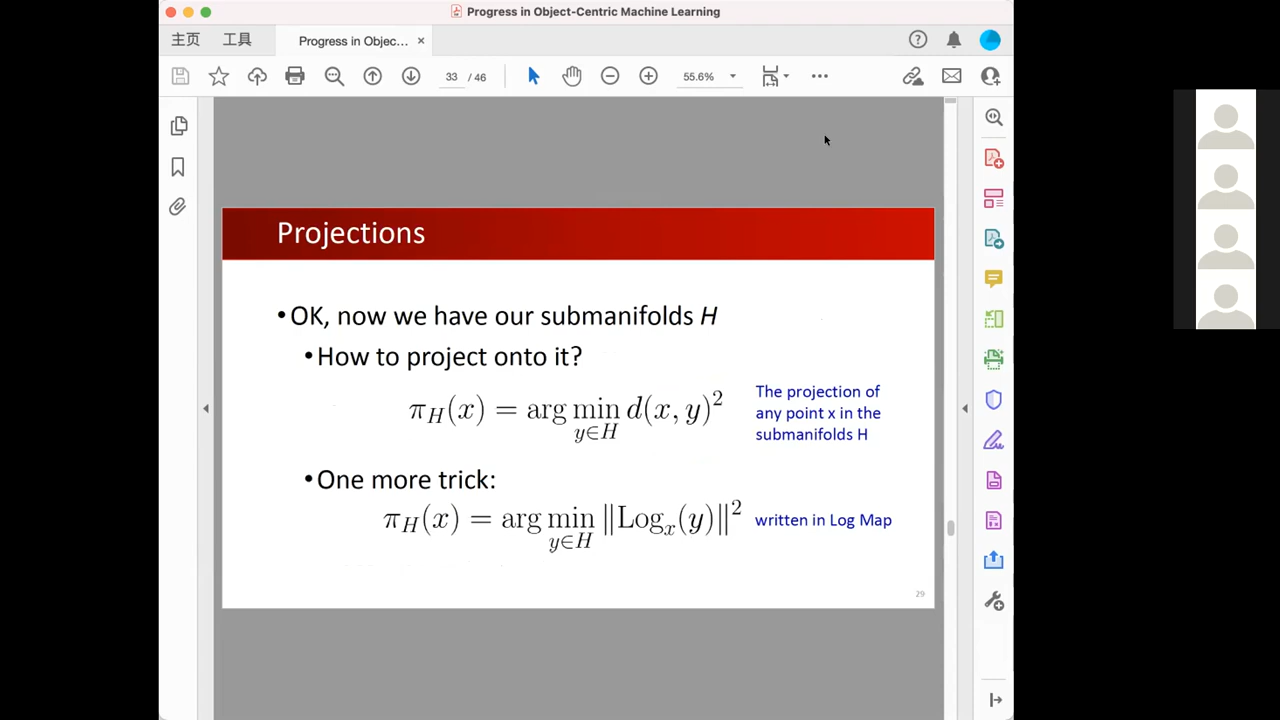 Progress in Object-Centric Machine Learning
主页 工具 Progress in Objec... ×
33 / 46 55.6%
Projections
•OK, now we have our submanifolds H
•How to project onto it?
π_H(x) = arg min_{y∈H} d(x, y)^2
The projection of
any point x in the
submanifolds H
•One more trick:
π_H(x) = arg min_{y∈H} ‖Log_x(y)‖^2 written in Log Map
29